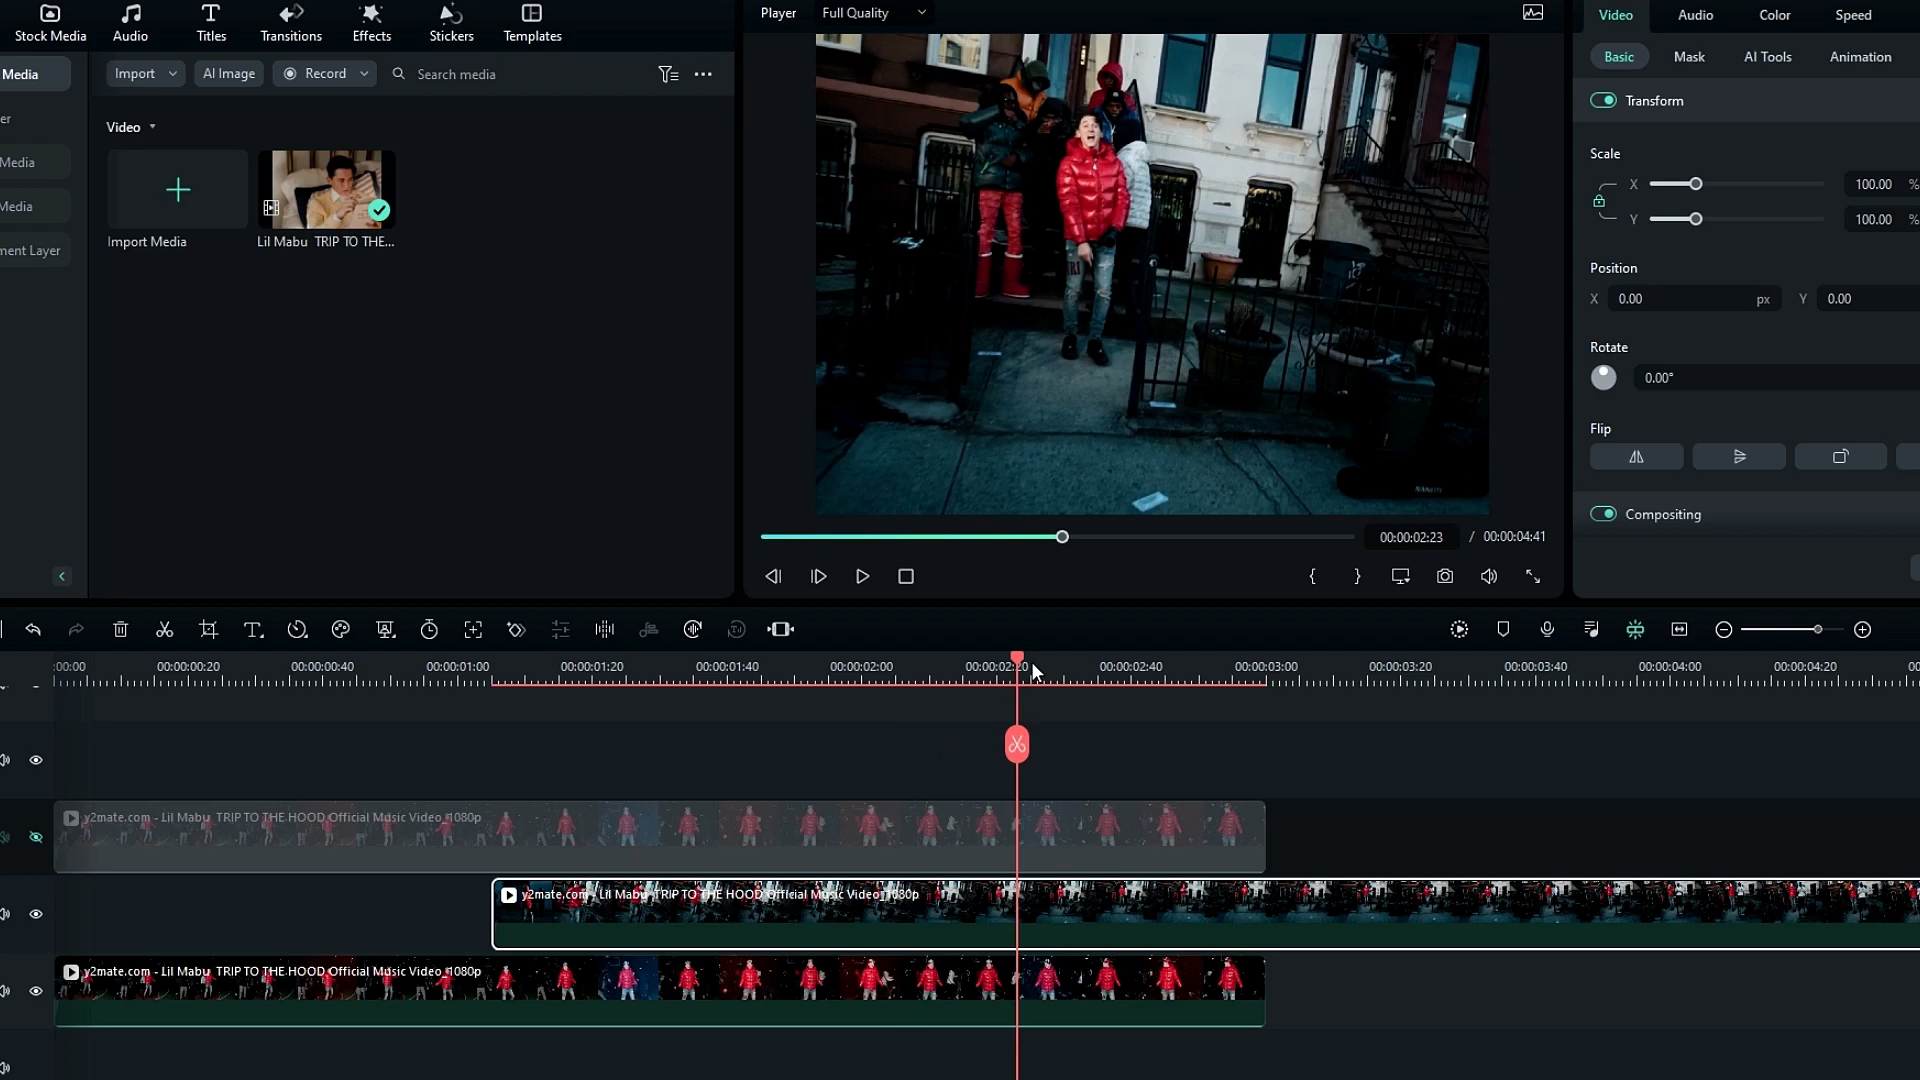 Stock Media
Audio
Titles
Transitions
Effects
Stickers
Templates
Player
Full Quality
Video
Audio
Color
Speed
Media
Import
AI Image
Record
Search media
Basic
Mask
AI Tools
Animation
Transform
er
Video
Media
Scale
X
100.00
%
Media
Y
100.00
%
Import Media
Lil Mabu TRIP TO THE...
ment Layer
Position
X
0.00
px
Y
0.00
Rotate
0.00°
Flip
Compositing
00:00:02:23
/
00:00:04:41
:00:00
00:00:00:20
00:00:00:40
00:00:01:00
00:00:01:20
00:00:01:40
00:00:02:00
00:00:02:20
00:00:02:40
00:00:03:00
00:00:03:20
00:00:03:40
00:00:04:00
00:00:04:20
00
y2mate.com - Lil Mabu TRIP TO THE HOOD Official Music Video_1080p
y2mate.com - Lil Mabu TRIP TO THE HOOD Official Music Video_1080p
y2mate.com - Lil Mabu TRIP TO THE HOOD Official Music Video_1080p